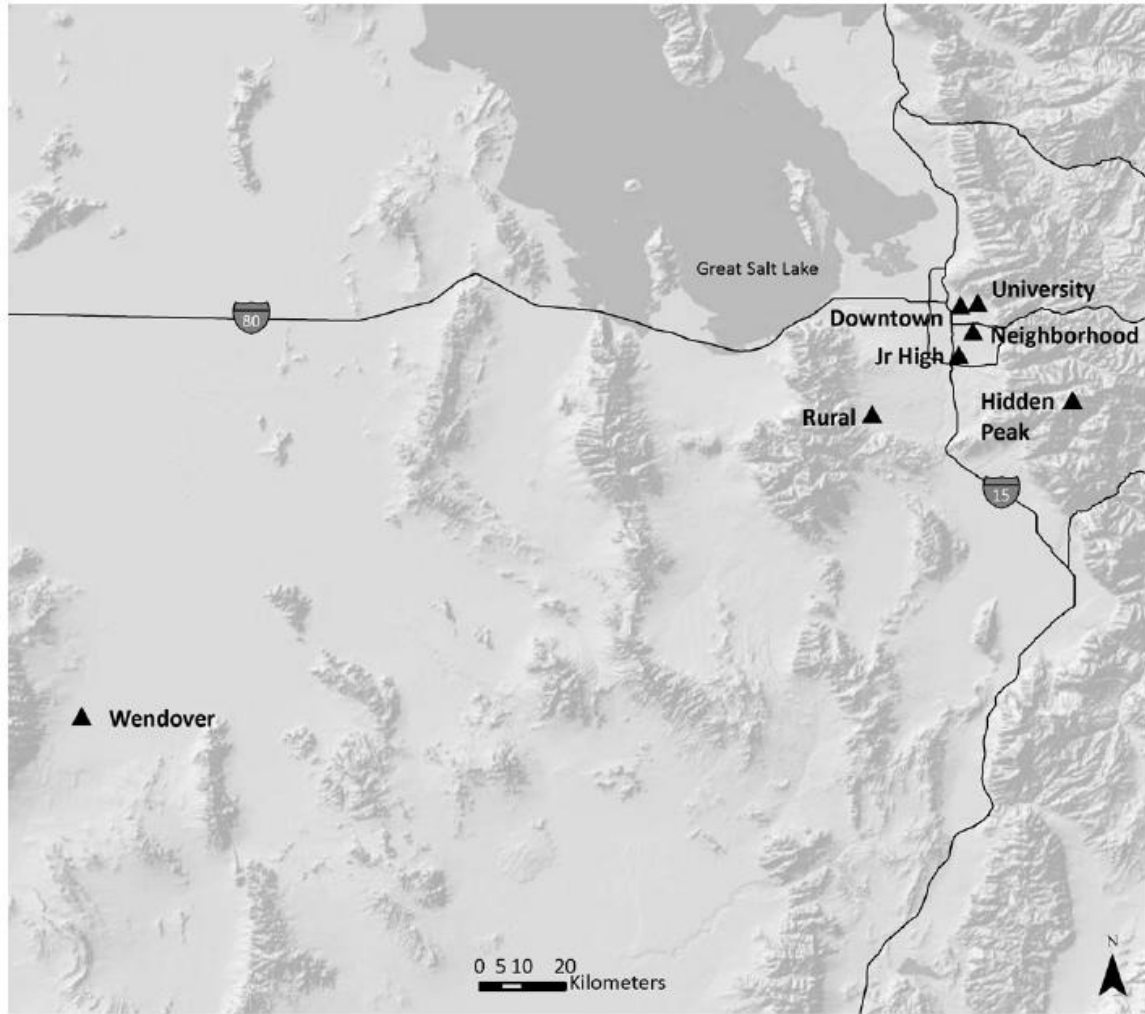 Great Salt Lake
University
80
Downtown
Neighborhood
Jr High
Hidden
Peak
Rural
15
Wendover
N
0 5 10 20
Kilometers